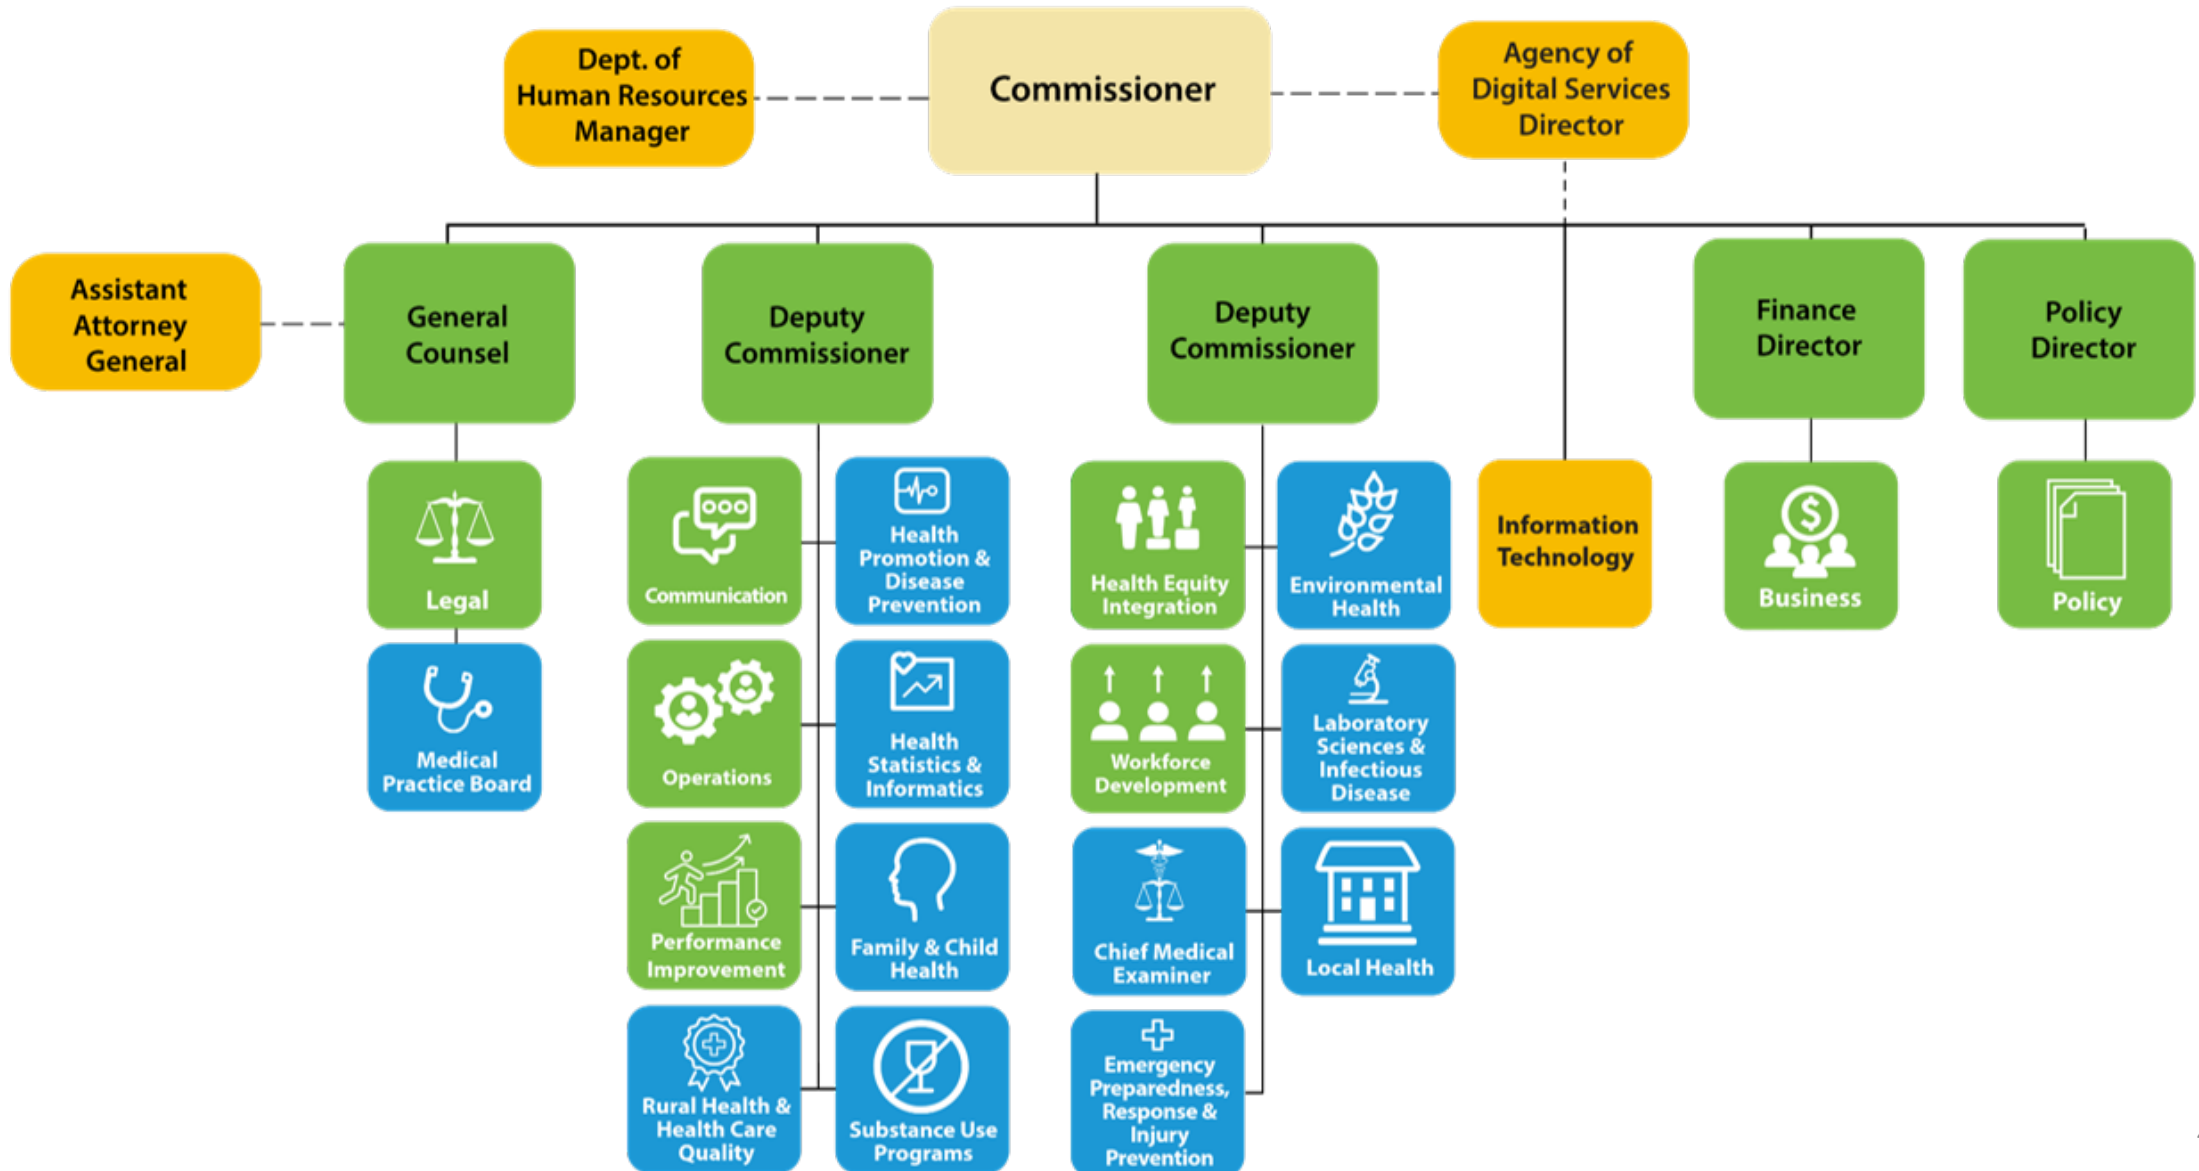 Dept. of
Human Resources
Manager
Commissioner
Agency of
Digital Services
Director
Assistant
Attorney
General
General
Counsel
Deputy
Commissioner
Deputy
Commissioner
Finance
Director
Policy
Director
Legal
Medical
Practice Board
Communication
Health
Promotion &
Disease
Prevention
Operations
Health
Statistics &
Informatics
Performance
Improvement
Family & Child
Health
Rural Health &
Health Care
Quality
Substance Use
Programs
Health Equity
Integration
Environmental
Health
Workforce
Development
Laboratory
Sciences &
Infectious
Disease
Chief Medical
Examiner
Local Health
Emergency
Preparedness,
Response &
Injury
Prevention
Information
Technology
$
Business
Policy